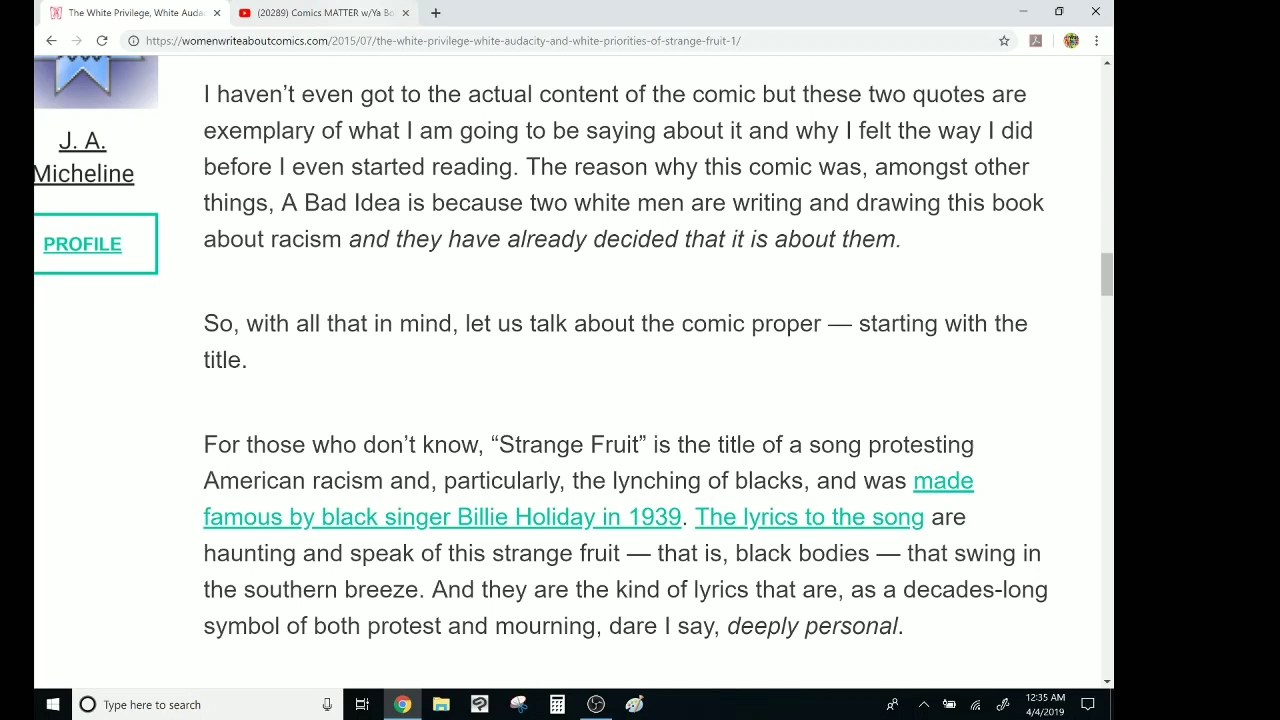 The White Privilege, White Auda
(20289) Comics MATTER w/Ya Bo
https://womenwriteaboutcomics.com/2015/07/the-white-privilege-white-audacity-and-white-priorities-of-strange-fruit-1/
J. A.
Micheline
PROFILE
I haven’t even got to the actual content of the comic but these two quotes are
exemplary of what I am going to be saying about it and why I felt the way I did
before I even started reading. The reason why this comic was, amongst other
things, A Bad Idea is because two white men are writing and drawing this book
about racism and they have already decided that it is about them.
So, with all that in mind, let us talk about the comic proper — starting with the
title.
For those who don’t know, “Strange Fruit” is the title of a song protesting
American racism and, particularly, the lynching of blacks, and was made
famous by black singer Billie Holiday in 1939. The lyrics to the song are
haunting and speak of this strange fruit — that is, black bodies — that swing in
the southern breeze. And they are the kind of lyrics that are, as a decades-long
symbol of both protest and mourning, dare I say, deeply personal.
Type here to search
12:35 AM
4/4/2019